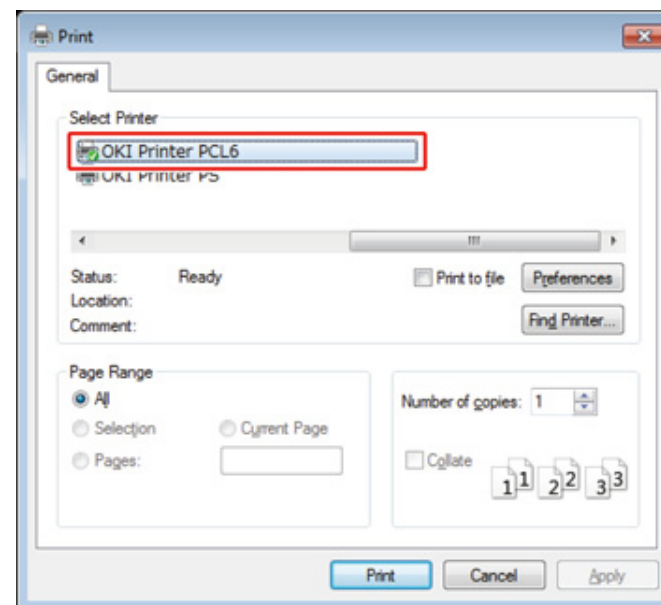 Print
General
Select Printer
OKI Printer PCL6
OKI Printer PS
Status: Ready
Print to file
Preferences
Location:
Comment:
Find Printer...
Page Range
All
Selection
Current Page
Pages:
Number of copies: 1
Collate
1 1 2 2 3 3
Print
Cancel
Apply